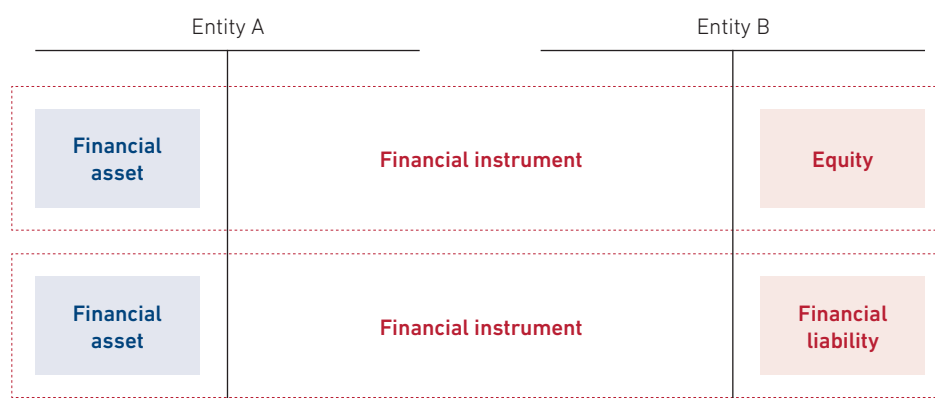 Entity A
Entity B
Financial
asset
Financial instrument
Equity
Financial
asset
Financial instrument
Financial
liability